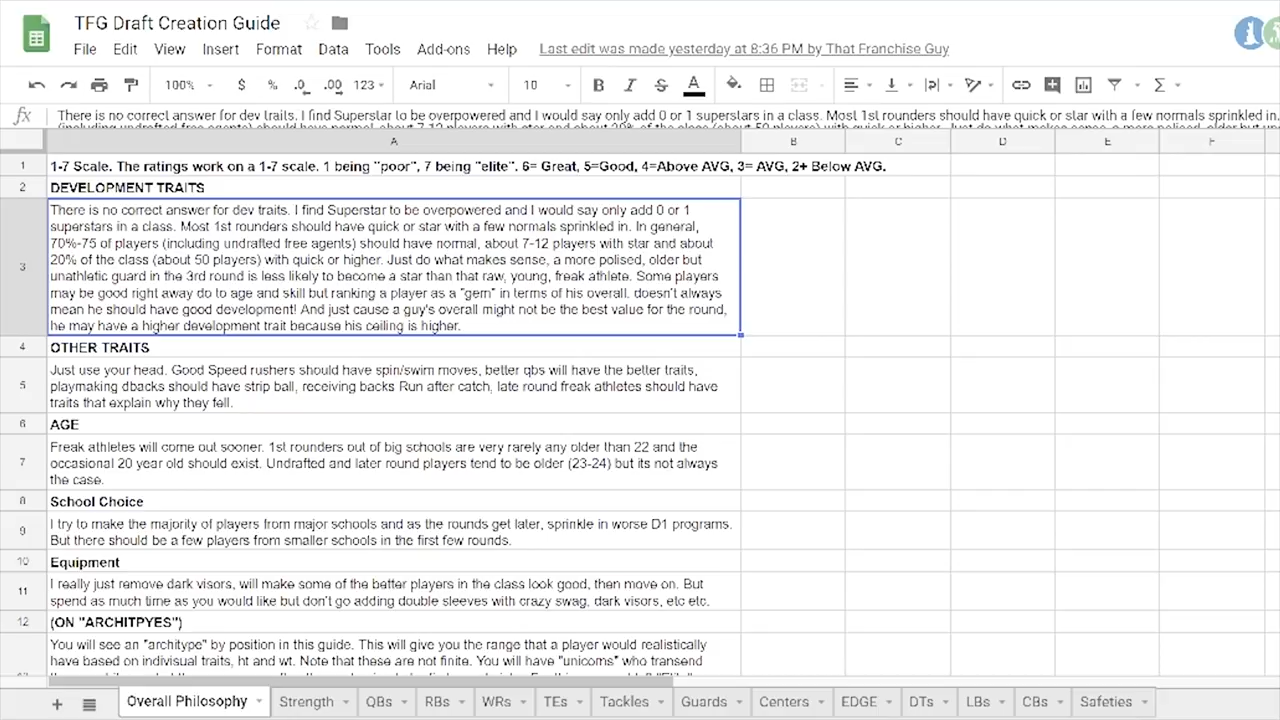 TFG Draft Creation Guide
File Edit View Insert Format Data Tools Add-ons Help Last edit was made yesterday at 8:36 PM by That Franchise Guy
100% $ % .0 .00 123 Arial 10 B I S A
fx There is no correct answer for dev traits. I find Superstar to be overpowered and I would say only add 0 or 1 superstars in a class. Most 1st rounders should have quick or star with a few normals sprinkled in.
A B C D E F
1 1-7 Scale. The ratings work on a 1-7 scale. 1 being "poor", 7 being "elite". 6= Great, 5=Good, 4=Above AVG, 3= AVG, 2+ Below AVG.
2 DEVELOPMENT TRAITS
There is no correct answer for dev traits. I find Superstar to be overpowered and I would say only add 0 or 1
superstars in a class. Most 1st rounders should have quick or star with a few normals sprinkled in. In general,
70%-75 of players (including undrafted free agents) should have normal, about 7-12 players with star and about
3 20% of the class (about 50 players) with quick or higher. Just do what makes sense, a more polised, older but
unathletic guard in the 3rd round is less likely to become a star than that raw, young, freak athlete. Some players
may be good right away do to age and skill but ranking a player as a "gem" in terms of his overall, doesn't always
mean he should have good development! And just cause a guy's overall might not be the best value for the round,
he may have a higher development trait because his ceiling is higher.
4 OTHER TRAITS
Just use your head. Good Speed rushers should have spin/swim moves, better qbs will have the better traits,
5 playmaking dbacks should have strip ball, receiving backs Run after catch, late round freak athletes should have
traits that explain why they fell.
6 AGE
Freak athletes will come out sooner. 1st rounders out of big schools are very rarely any older than 22 and the
7 occasional 20 year old should exist. Undrafted and later round players tend to be older (23-24) but its not always
the case.
8 School Choice
I try to make the majority of players from major schools and as the rounds get later, sprinkle in worse D1 programs.
9 But there should be a few players from smaller schools in the first few rounds.
10 Equipment
I really just remove dark visors, will make some of the better players in the class look good, then move on. But
11 spend as much time as you would like but don't go adding double sleeves with crazy swag, dark visors, etc etc.
12 (ON "ARCHITPYES")
You will see an "architype" by position in this guide. This will give you the range that a player would realistically
have based on indivisual traits, ht and wt. Note that these are not finite. You will have "unicorns" who transend
Overall Philosophy Strength QBs RBs WRs TEs Tackles Guards Centers EDGE DTs LBs CBs Safeties